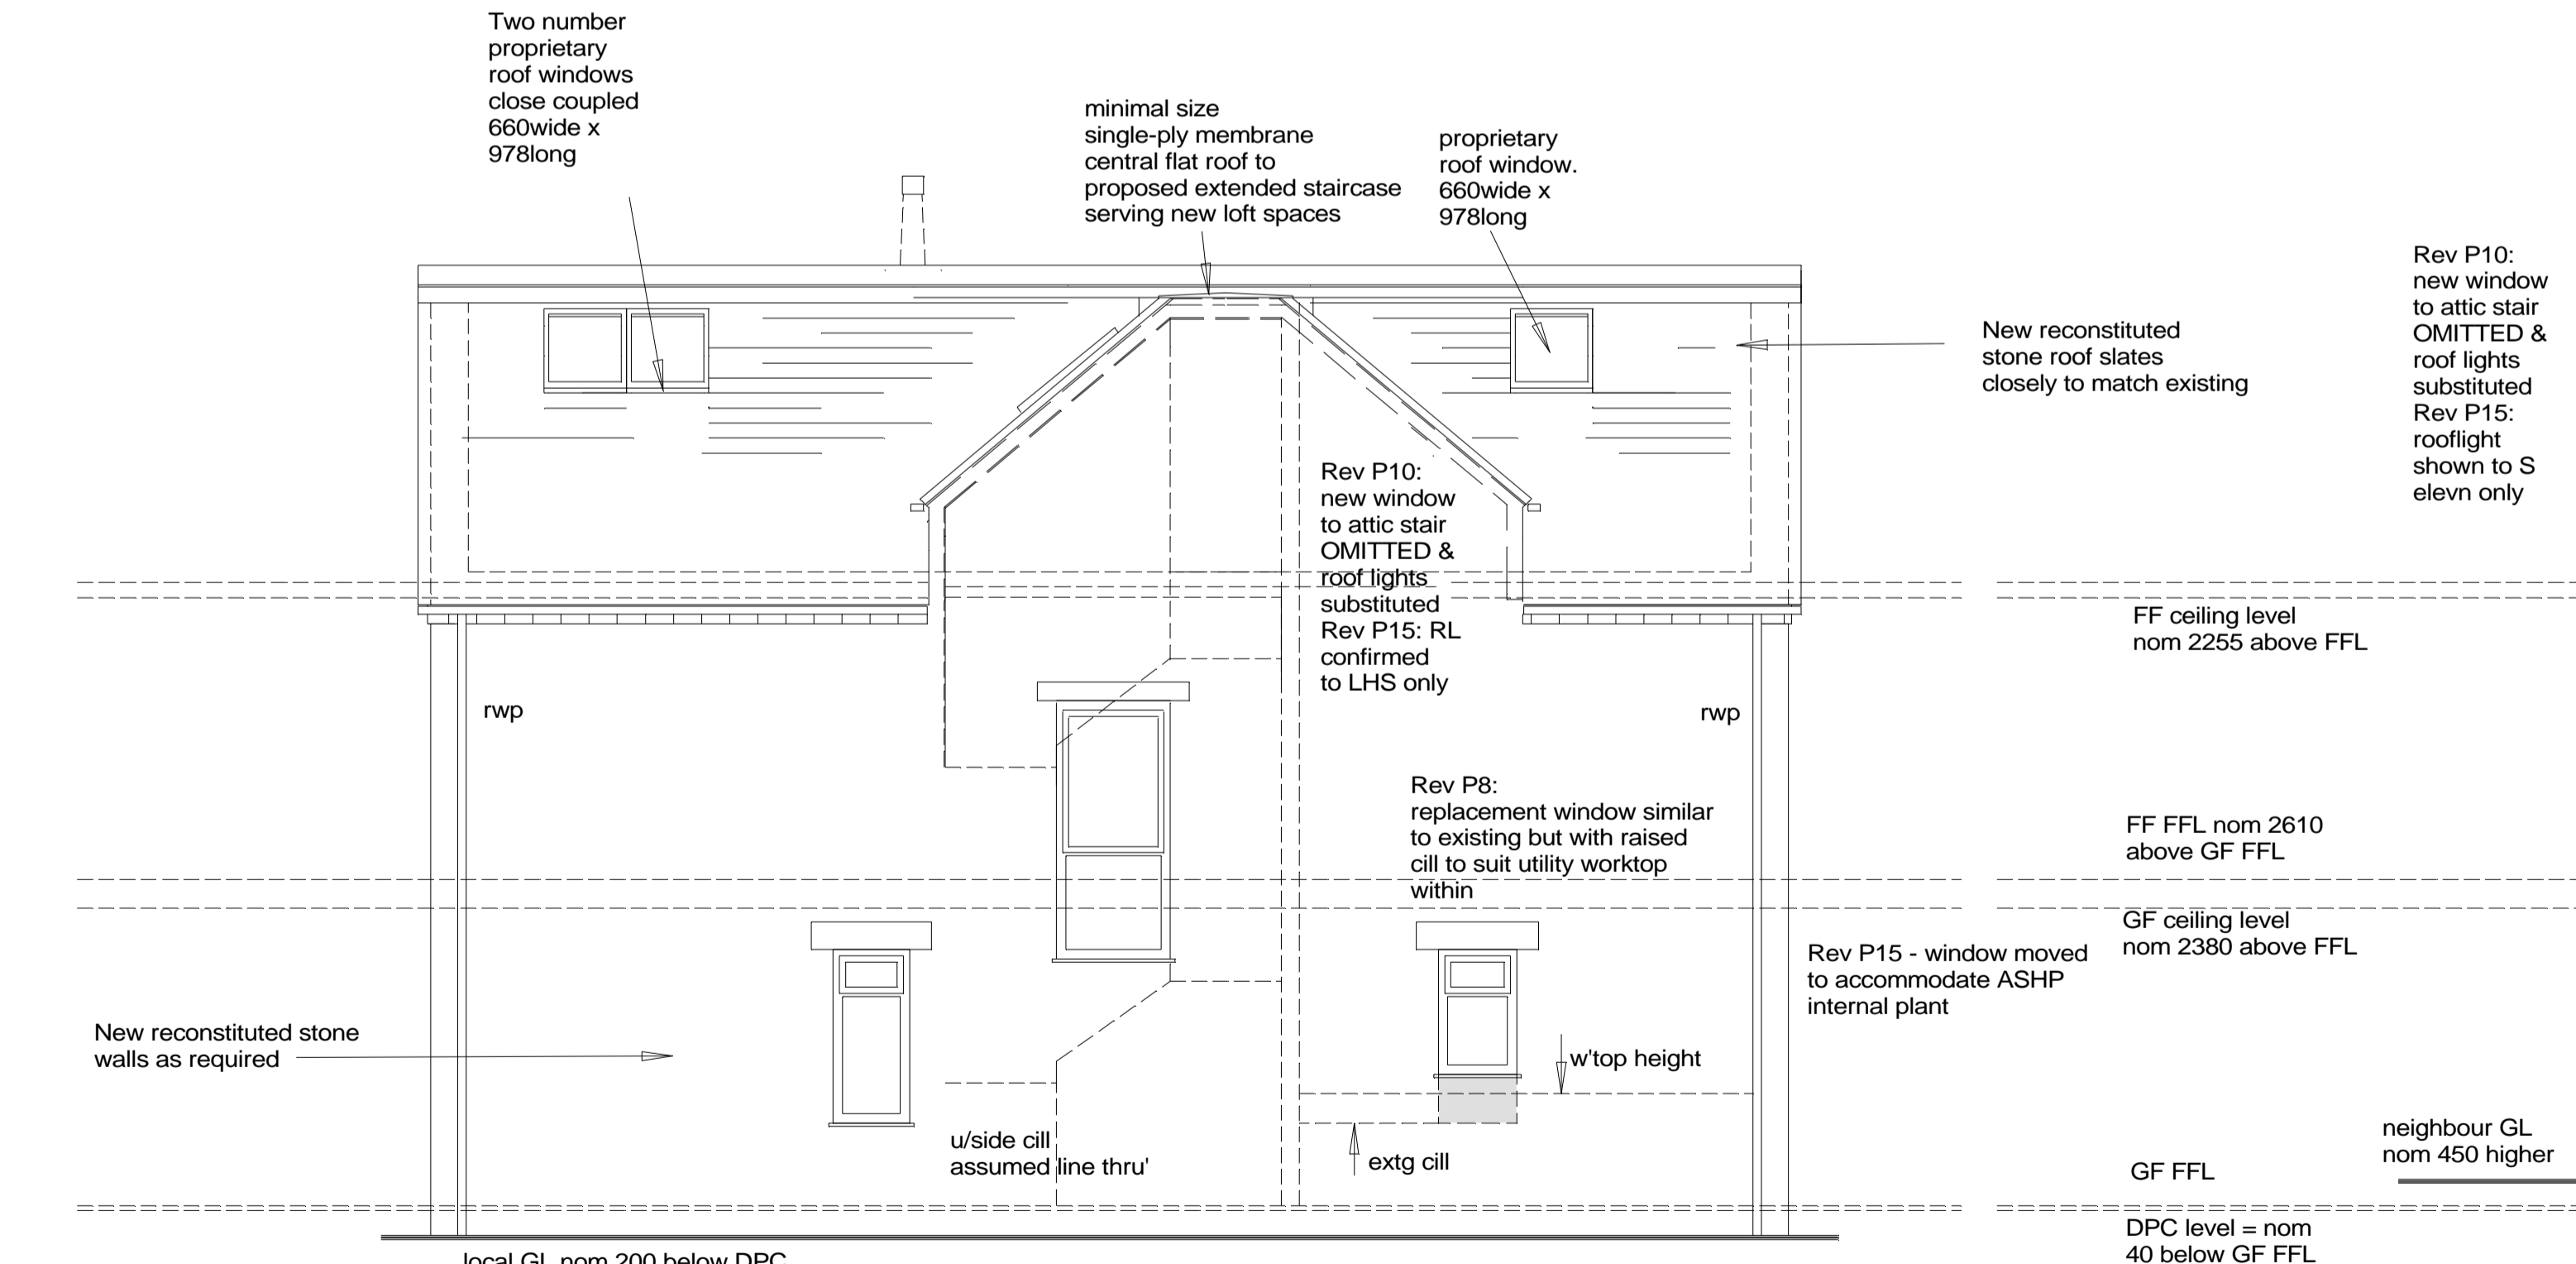 Two number
proprietary
roof windows
close coupled
660wide x
978long
minimal size
single-ply membrane
central flat roof to
proposed extended staircase
serving new loft spaces
proprietary
roof window.
660wide x
978long
Rev P10:
new window
to attic stair
OMITTED &
roof lights
substituted
Rev P15:
rooflight
shown to S
elevn only
New reconstituted
stone roof slates
closely to match existing
Rev P10:
new window
to attic stair
OMITTED &
roof lights
substituted
Rev P15: RL
confirmed
to LHS only
FF ceiling level
nom 2255 above FFL
rwp
rwp
Rev P8:
replacement window similar
to existing but with raised
cill to suit utility worktop
within
FF FFL nom 2610
above GF FFL
GF ceiling level
nom 2380 above FFL
Rev P15 - window moved
to accommodate ASHP
internal plant
New reconstituted stone
walls as required
w'top height
u/side cill
assumed line thru'
extg cill
neighbour GL
nom 450 higher
GF FFL
DPC level = nom
40 below GF FFL
local GL nom 200 below DPC